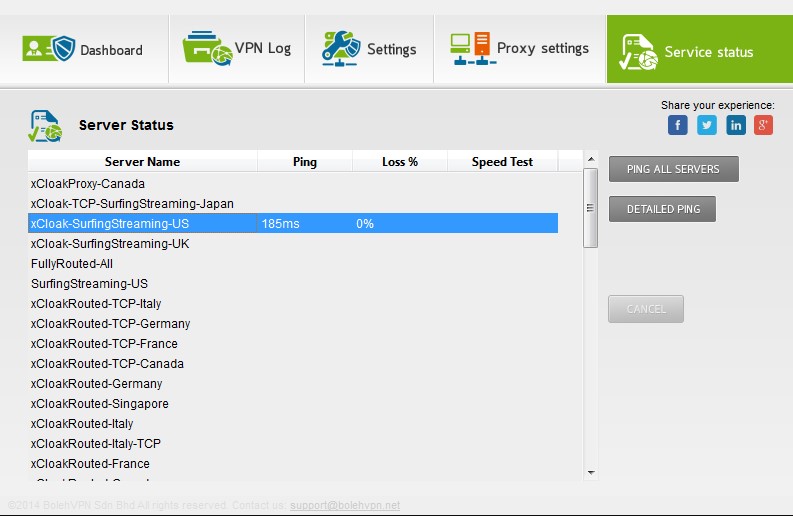 Dashboard
VPN Log
Settings
Proxy settings
Service status
Share your experience:
Server Status
Server Name Ping Loss % Speed Test
xCloakProxy-Canada
xCloak-TCP-SurfingStreaming-Japan
xCloak-SurfingStreaming-US 185ms 0%
xCloak-SurfingStreaming-UK
FullyRouted-All
SurfingStreaming-US
xCloakRouted-TCP-Italy
xCloakRouted-TCP-Germany
xCloakRouted-TCP-France
xCloakRouted-TCP-Canada
xCloakRouted-Germany
xCloakRouted-Singapore
xCloakRouted-Italy
xCloakRouted-Italy-TCP
xCloakRouted-France
PING ALL SERVERS
DETAILED PING
CANCEL
©2014 BolehVPN Sdn Bhd All rights reserved. Contact us: support@bolehvpn.net